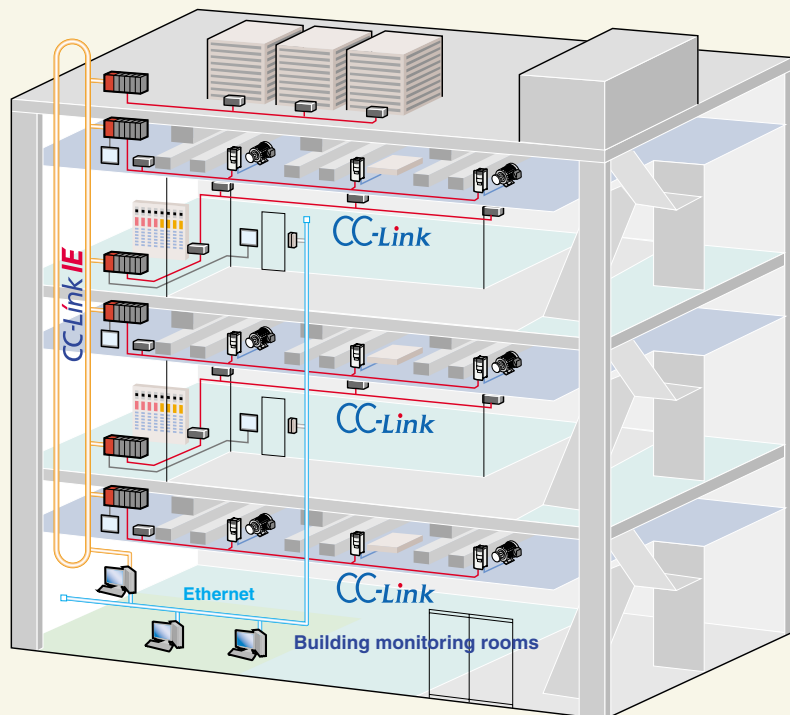 CC-Link
CC-Link IE
CC-Link
CC-Link
Ethernet
Building monitoring rooms